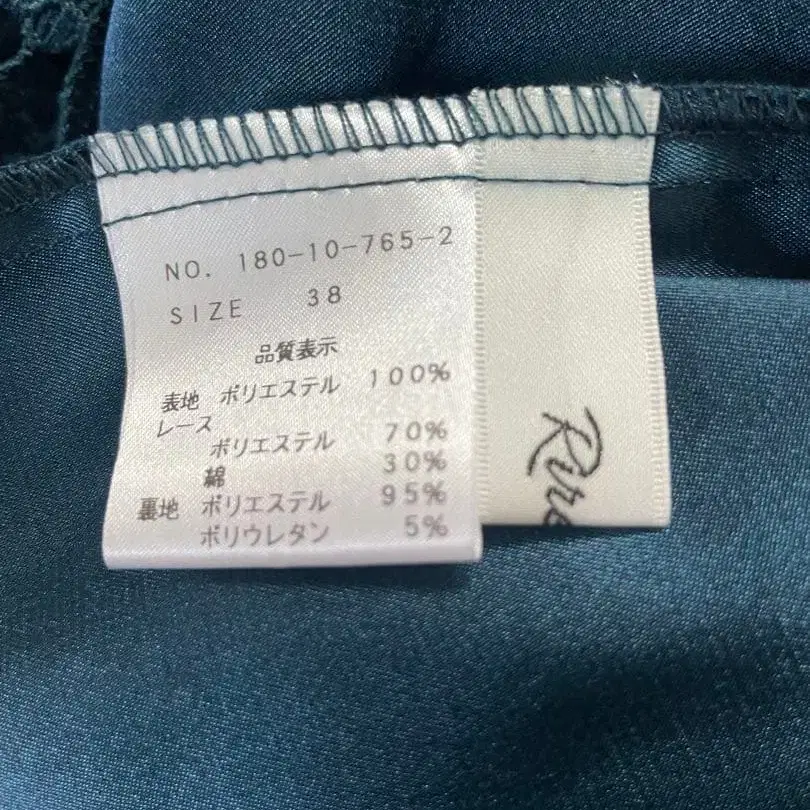 NO. 180-10-765-2
SIZE 38
品質表示
表地 ポリエステル 100%
レース
ポリエステル 70%
綿 30%
裏地 ポリエステル 95%
ポリウレタン 5%